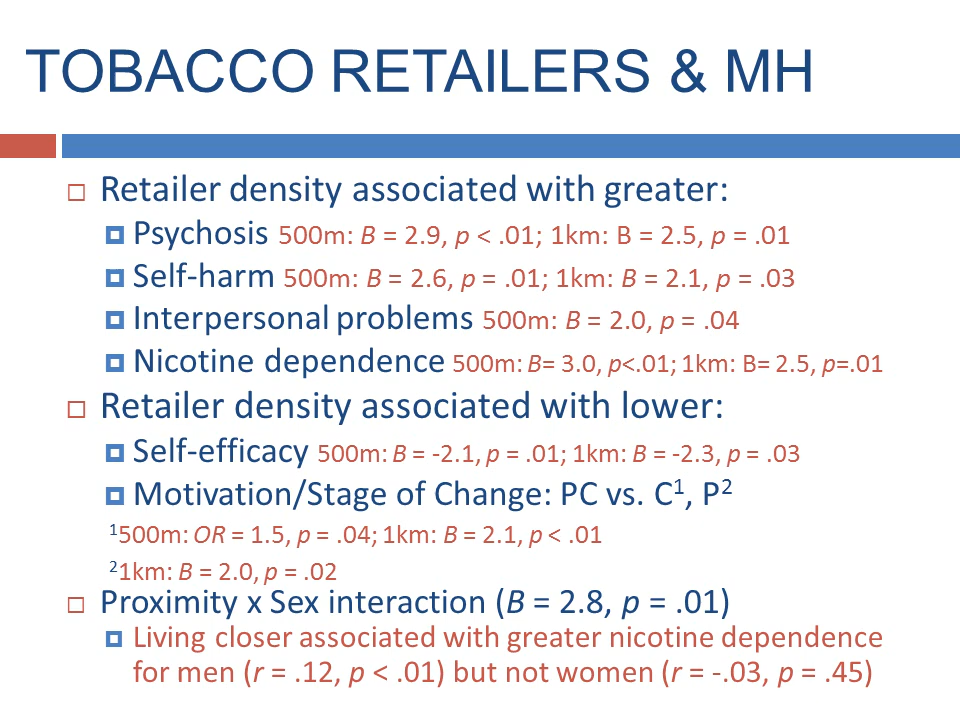 TOBACCO RETAILERS & MH
Retailer density associated with greater:
Psychosis 500m: B = 2.9, p < .01; 1km: B = 2.5, p = .01
Self-harm 500m: B = 2.6, p = .01; 1km: B = 2.1, p = .03
Interpersonal problems 500m: B = 2.0, p = .04
Nicotine dependence 500m: B= 3.0, p<.01; 1km: B= 2.5, p=.01
Retailer density associated with lower:
Self-efficacy 500m: B = -2.1, p = .01; 1km: B = -2.3, p = .03
Motivation/Stage of Change: PC vs. C¹, P²
¹500m: OR = 1.5, p = .04; 1km: B = 2.1, p < .01
²1km: B = 2.0, p = .02
Proximity x Sex interaction (B = 2.8, p = .01)
Living closer associated with greater nicotine dependence
for men (r = .12, p < .01) but not women (r = -.03, p = .45)